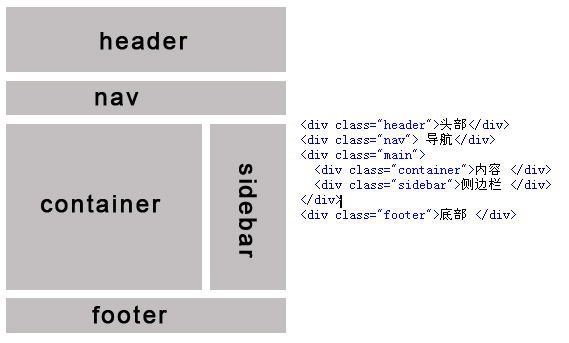 header
nav
container
sidebar
footer
<div class="header">头部</div>
<div class="nav"> 导航</div>
<div class="main">
  <div class="container">内容 </div>
  <div class="sidebar">侧边栏 </div>
</div>
<div class="footer">底部 </div>